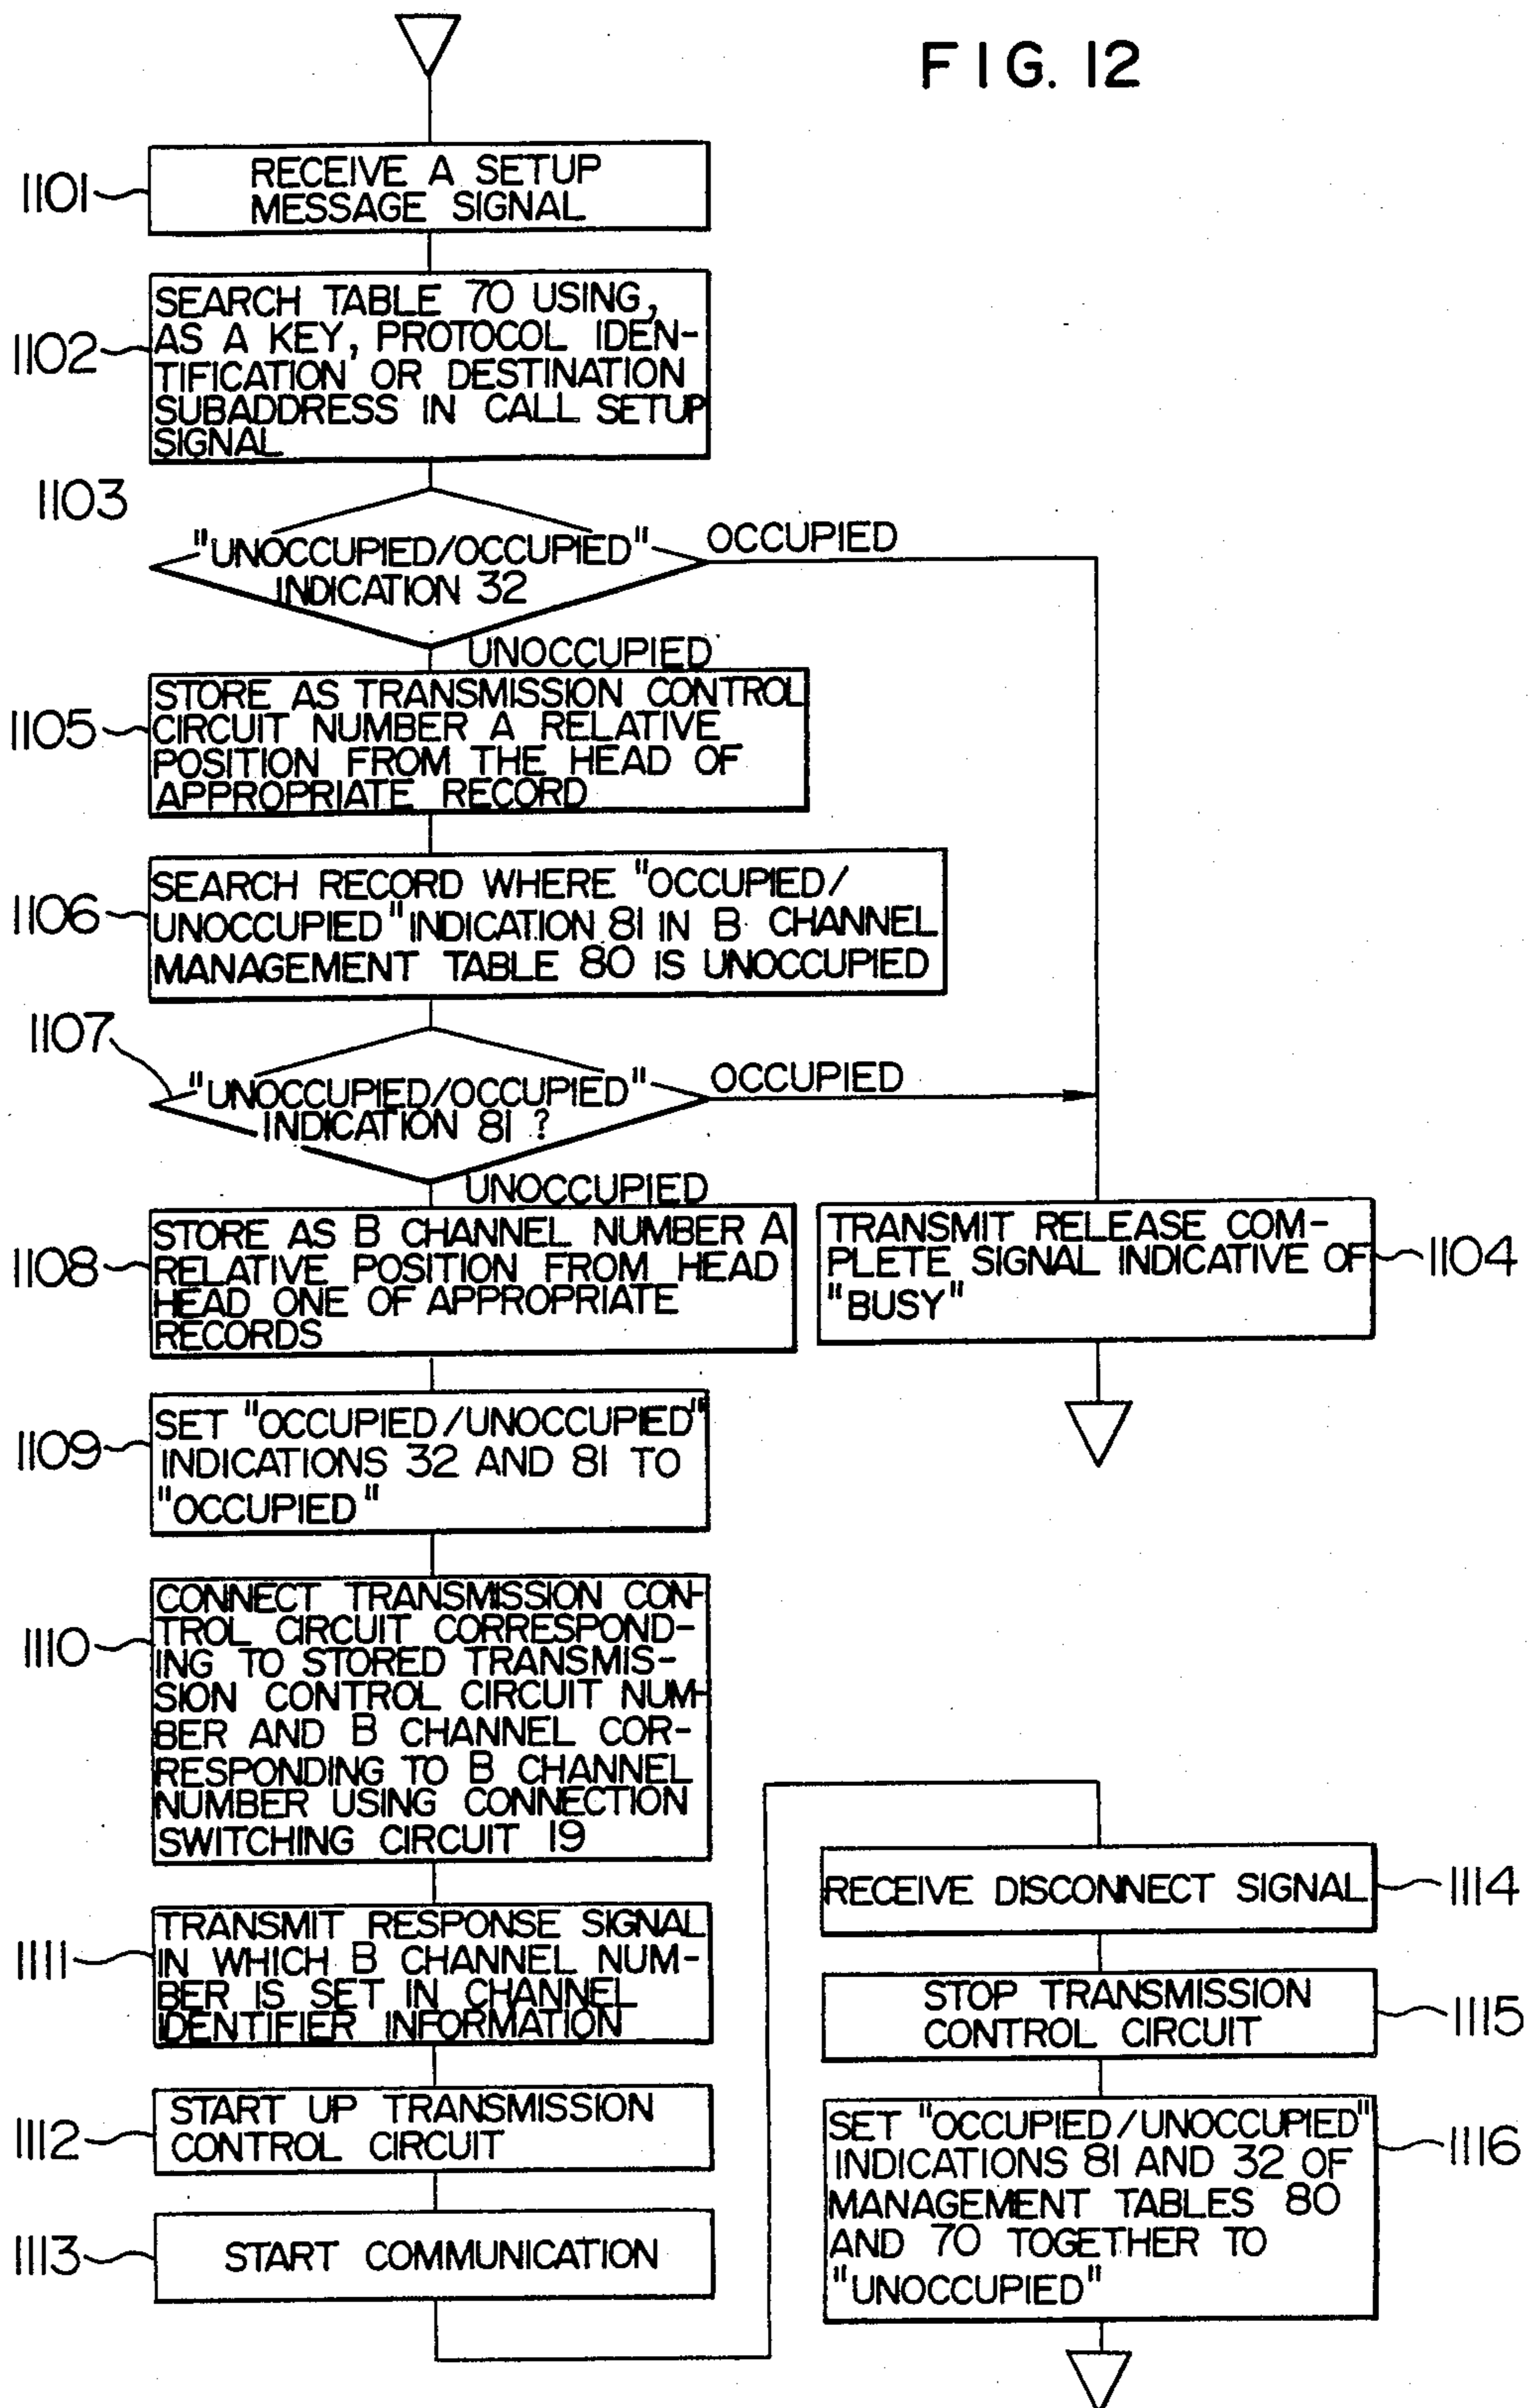 FIG. 12
1101
RECEIVE A SETUP
MESSAGE SIGNAL
1102
SEARCH TABLE 70 USING,
AS A KEY, PROTOCOL IDEN-
TIFICATION OR DESTINATION
SUBADDRESS IN CALL SETUP
SIGNAL
1103
"UNOCCUPIED/OCCUPIED"
INDICATION 32
OCCUPIED
UNOCCUPIED
1105
STORE AS TRANSMISSION CONTROL
CIRCUIT NUMBER A RELATIVE
POSITION FROM THE HEAD OF
APPROPRIATE RECORD
1106
SEARCH RECORD WHERE "OCCUPIED/
UNOCCUPIED" INDICATION 81 IN B CHANNEL
MANAGEMENT TABLE 80 IS UNOCCUPIED
1107
"UNOCCUPIED/OCCUPIED"
INDICATION 81 ?
OCCUPIED
UNOCCUPIED
1108
STORE AS B CHANNEL NUMBER A
RELATIVE POSITION FROM HEAD
HEAD ONE OF APPROPRIATE
RECORDS
TRANSMIT RELEASE COM-
PLETE SIGNAL INDICATIVE OF
"BUSY"
1104
1109
SET "OCCUPIED/UNOCCUPIED"
INDICATIONS 32 AND 81 TO
"OCCUPIED"
1110
CONNECT TRANSMISSION CON-
TROL CIRCUIT CORRESPOND-
ING TO STORED TRANSMIS-
SION CONTROL CIRCUIT NUM-
BER AND B CHANNEL COR-
RESPONDING TO B CHANNEL
NUMBER USING CONNECTION
SWITCHING CIRCUIT 19
1111
TRANSMIT RESPONSE SIGNAL
IN WHICH B CHANNEL NUM-
BER IS SET IN CHANNEL
IDENTIFIER INFORMATION
1112
START UP TRANSMISSION
CONTROL CIRCUIT
1113
START COMMUNICATION
RECEIVE DISCONNECT SIGNAL
1114
STOP TRANSMISSION
CONTROL CIRCUIT
1115
SET "OCCUPIED/UNOCCUPIED"
INDICATIONS 81 AND 32 OF
MANAGEMENT TABLES 80
AND 70 TOGETHER TO
"UNOCCUPIED"
1116